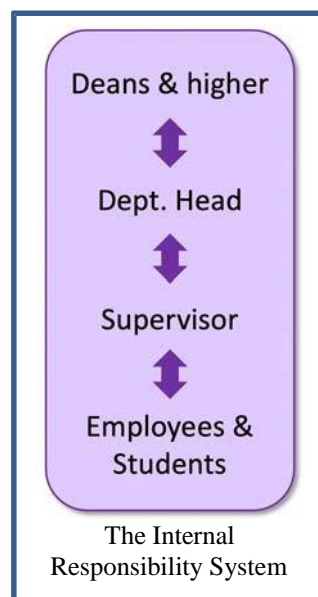 Deans & higher
Dept. Head
Supervisor
Employees &
Students
The Internal
Responsibility System